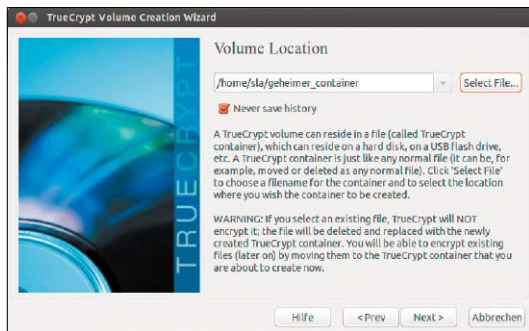 TrueCrypt Volume Creation Wizard
TRUECRYPT
Volume Location
/home/sla/geheimer_container
Select File...
Never save history
A TrueCrypt volume can reside in a file (called TrueCrypt
container), which can reside on a hard disk, on a USB flash drive,
etc. A TrueCrypt container is just like any normal file (it can be, for
example, moved or deleted as any normal file). Click 'Select File'
to choose a filename for the container and to select the location
where you wish the container to be created.
WARNING: If you select an existing file, TrueCrypt will NOT
encrypt it; the file will be deleted and replaced with the newly
created TrueCrypt container. You will be able to encrypt existing
files (later on) by moving them to the TrueCrypt container that you
are about to create now.
Hilfe
< Prev
Next >
Abbrechen